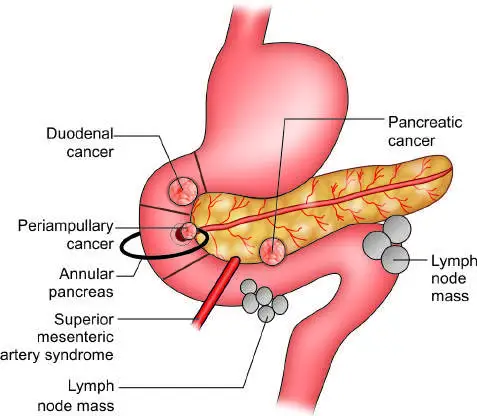 Duodenal
cancer
Pancreatic
cancer
Periampullary
cancer
Annular
pancreas
Lymph
node
mass
Superior
mesenteric
artery syndrome
Lymph
node mass